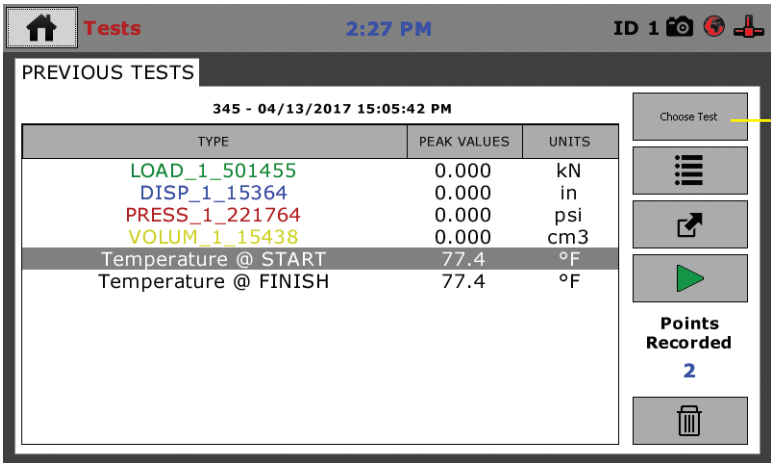 Tests 2:27 PM ID 1
PREVIOUS TESTS
345 - 04/13/2017 15:05:42 PM
Choose Test
TYPE PEAK VALUES UNITS
LOAD_1_501455 0.000 kN
DISP_1_15364 0.000 in
PRESS_1_221764 0.000 psi
VOLUM_1_15438 0.000 cm3
Temperature @ START 77.4 °F
Temperature @ FINISH 77.4 °F
Points
Recorded
2